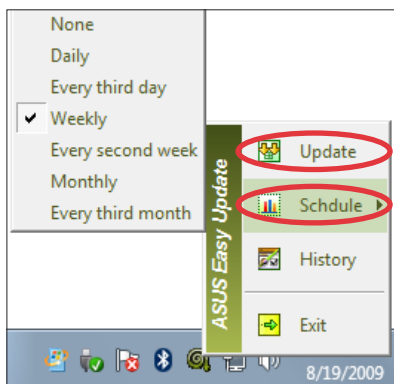 None
Daily
Every third day
Weekly
Every second week
Monthly
Every third month
ASUS Easy Update
Update
Schdule
History
Exit
8/19/2009